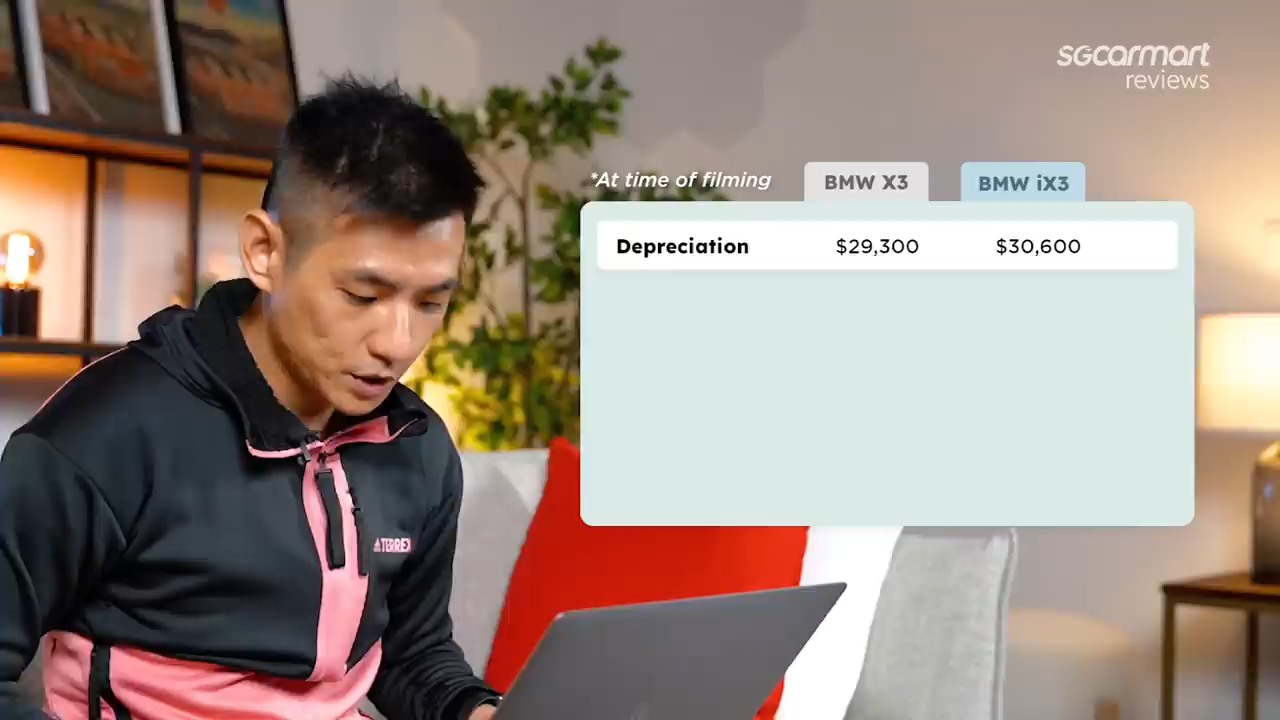 sgcarmart
reviews
*At time of filming
BMW X3
BMW iX3
Depreciation $29,300 $30,600
TERREX